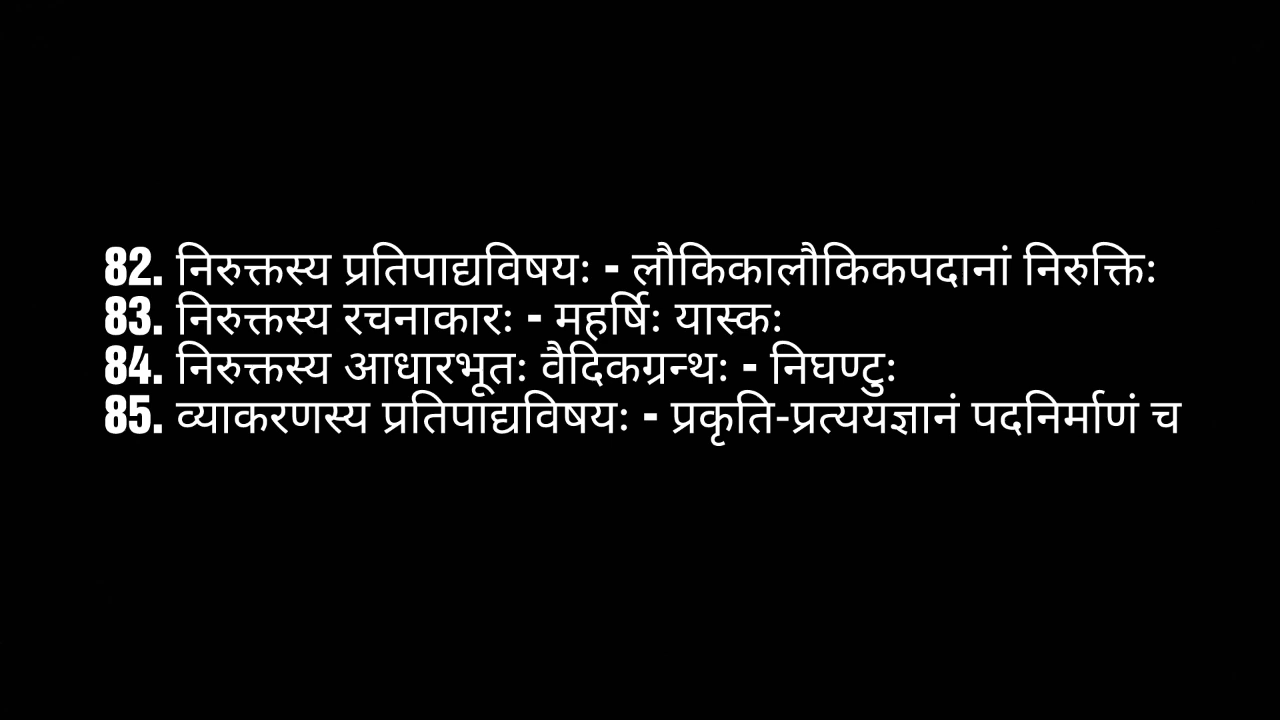 82. निरुक्तस्य प्रतिपाद्यविषयः - लौकिकालौकिकपदानां निरुक्तिः
83. निरुक्तस्य रचनाकारः - महर्षिः यास्कः
84. निरुक्तस्य आधारभूतः वैदिकग्रन्थः - निघण्टुः
85. व्याकरणस्य प्रतिपाद्यविषयः - प्रकृति-प्रत्ययज्ञानं पदनिर्माणं च